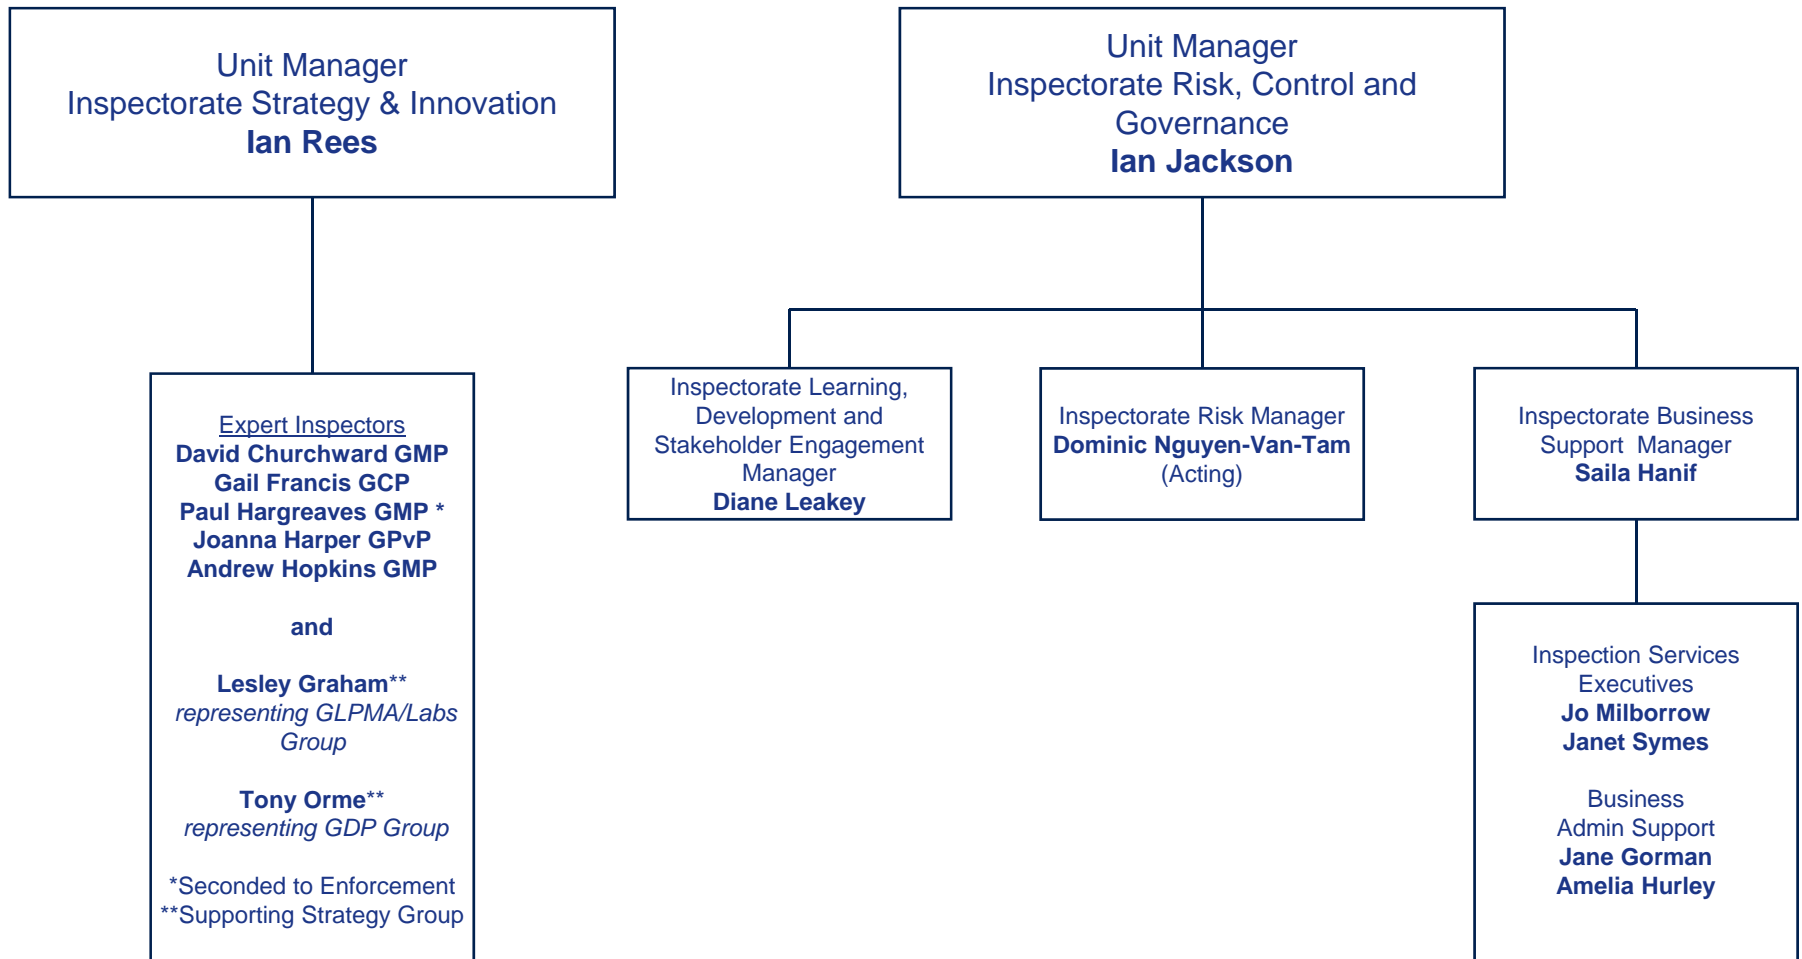 Unit Manager
Inspectorate Strategy & Innovation
Ian Rees
Unit Manager
Inspectorate Risk, Control and
Governance
Ian Jackson
Expert Inspectors
David Churchward GMP
Gail Francis GCP
Paul Hargreaves GMP *
Joanna Harper GPvP
Andrew Hopkins GMP
and
Lesley Graham**
representing GLPMA/Labs
Group
Tony Orme**
representing GDP Group
*Seconded to Enforcement
**Supporting Strategy Group
Inspectorate Learning,
Development and
Stakeholder Engagement
Manager
Diane Leakey
Inspectorate Risk Manager
Dominic Nguyen-Van-Tam
(Acting)
Inspectorate Business
Support  Manager
Saila Hanif
Inspection Services
Executives
Jo Milborrow
Janet Symes
Business
Admin Support
Jane Gorman
Amelia Hurley